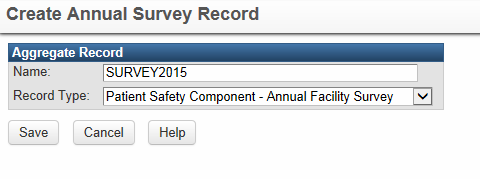 Create Annual Survey Record
Aggregate Record
Name: SURVEY2015
Record Type: Patient Safety Component - Annual Facility Survey
Save Cancel Help